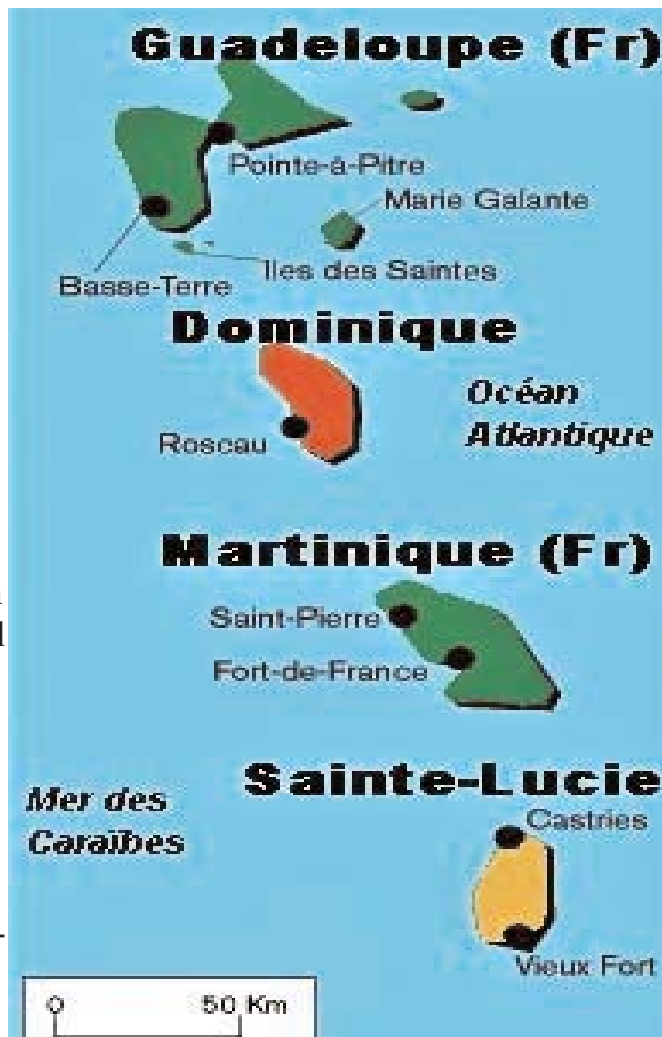 Guadeloupe (Fr)
Pointe-à-Pitre
Marie Galante
Iles des Saintes
Basse-Terre
Dominique
Océan
Atlantique
Roscau
Martinique (Fr)
Saint-Pierre
Fort-de-France
Sainte-Lucie
Mer des
Caraïbes
Castries
Vieux Fort
0 50 Km